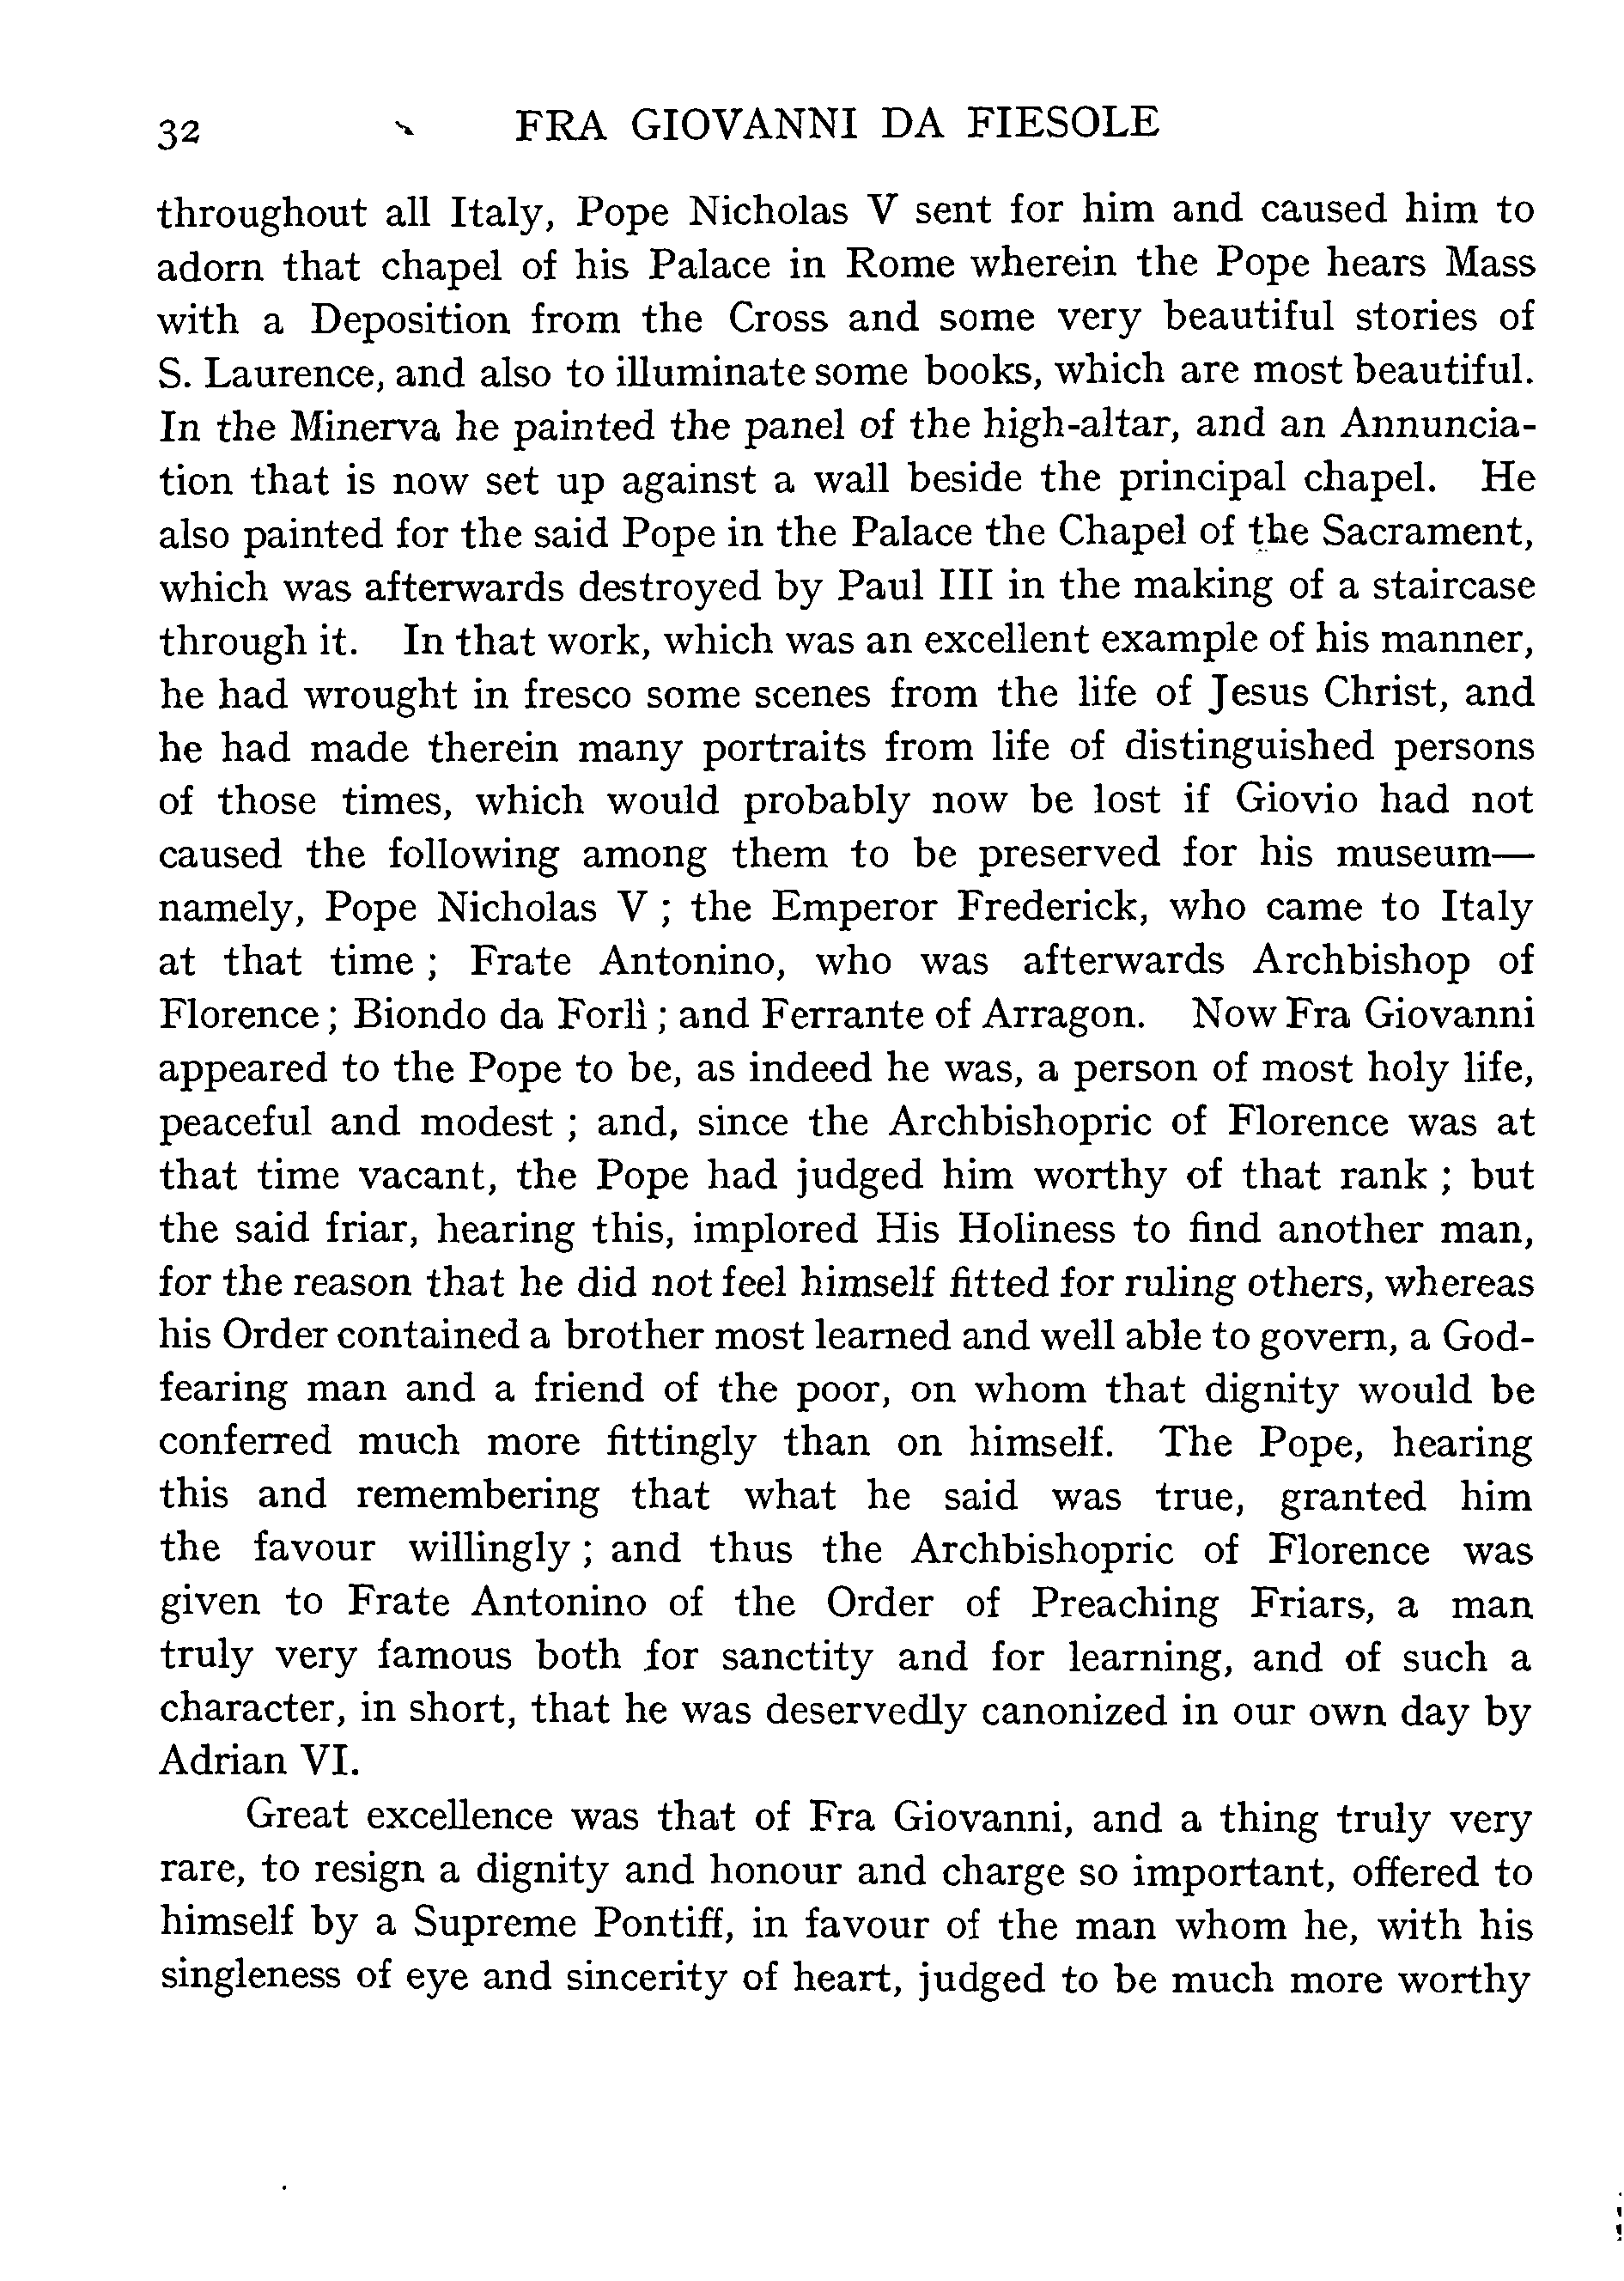 32 FRA GIOVANNI DA FIESOLE
throughout all Italy, Pope Nicholas V sent for him and caused him to
adorn that chapel of his Palace in Rome wherein the Pope hears Mass
with a Deposition from the Cross and some very beautiful stories of
S. Laurence, and also to illuminate some books, which are most beautiful.
In the Minerva he painted the panel of the high-altar, and an Annuncia-
tion that is now set up against a wall beside the principal chapel. He
also painted for the said Pope in the Palace the Chapel of the Sacrament,
which was afterwards destroyed by Paul III in the making of a staircase
through it. In that work, which was an excellent example of his manner,
he had wrought in fresco some scenes from the life of Jesus Christ, and
he had made therein many portraits from life of distinguished persons
of those times, which would probably now be lost if Giovio had not
caused the following among them to be preserved for his museum—
namely, Pope Nicholas V ; the Emperor Frederick, who came to Italy
at that time ; Frate Antonino, who was afterwards Archbishop of
Florence ; Biondo da Forlì ; and Ferrante of Arragon. Now Fra Giovanni
appeared to the Pope to be, as indeed he was, a person of most holy life,
peaceful and modest ; and, since the Archbishopric of Florence was at
that time vacant, the Pope had judged him worthy of that rank ; but
the said friar, hearing this, implored His Holiness to find another man,
for the reason that he did not feel himself fitted for ruling others, whereas
his Order contained a brother most learned and well able to govern, a God-
fearing man and a friend of the poor, on whom that dignity would be
conferred much more fittingly than on himself. The Pope, hearing
this and remembering that what he said was true, granted him
the favour willingly ; and thus the Archbishopric of Florence was
given to Frate Antonino of the Order of Preaching Friars, a man
truly very famous both for sanctity and for learning, and of such a
character, in short, that he was deservedly canonized in our own day by
Adrian VI.
Great excellence was that of Fra Giovanni, and a thing truly very
rare, to resign a dignity and honour and charge so important, offered to
himself by a Supreme Pontiff, in favour of the man whom he, with his
singleness of eye and sincerity of heart, judged to be much more worthy